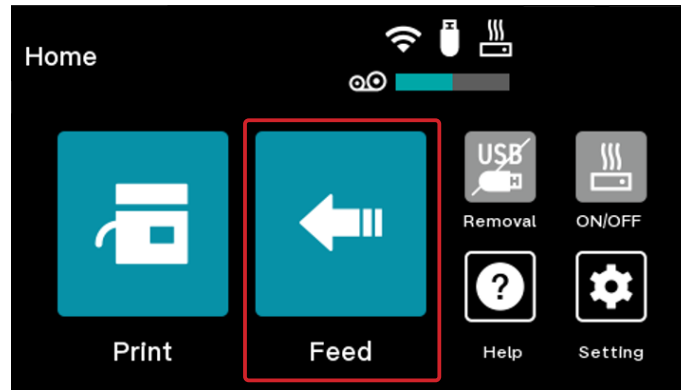 Home
USB
Removal
ON/OFF
?
Print
Feed
Help
Setting